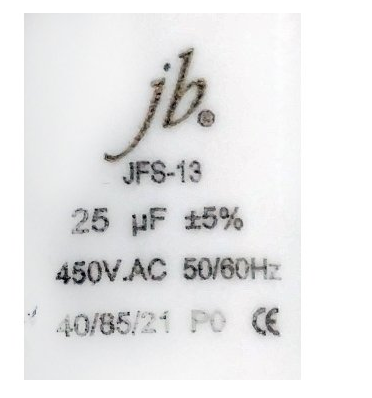 jb®
JFS-13
25 µF ±5%
450V.AC 50/60Hz
40/85/21 P0 CE